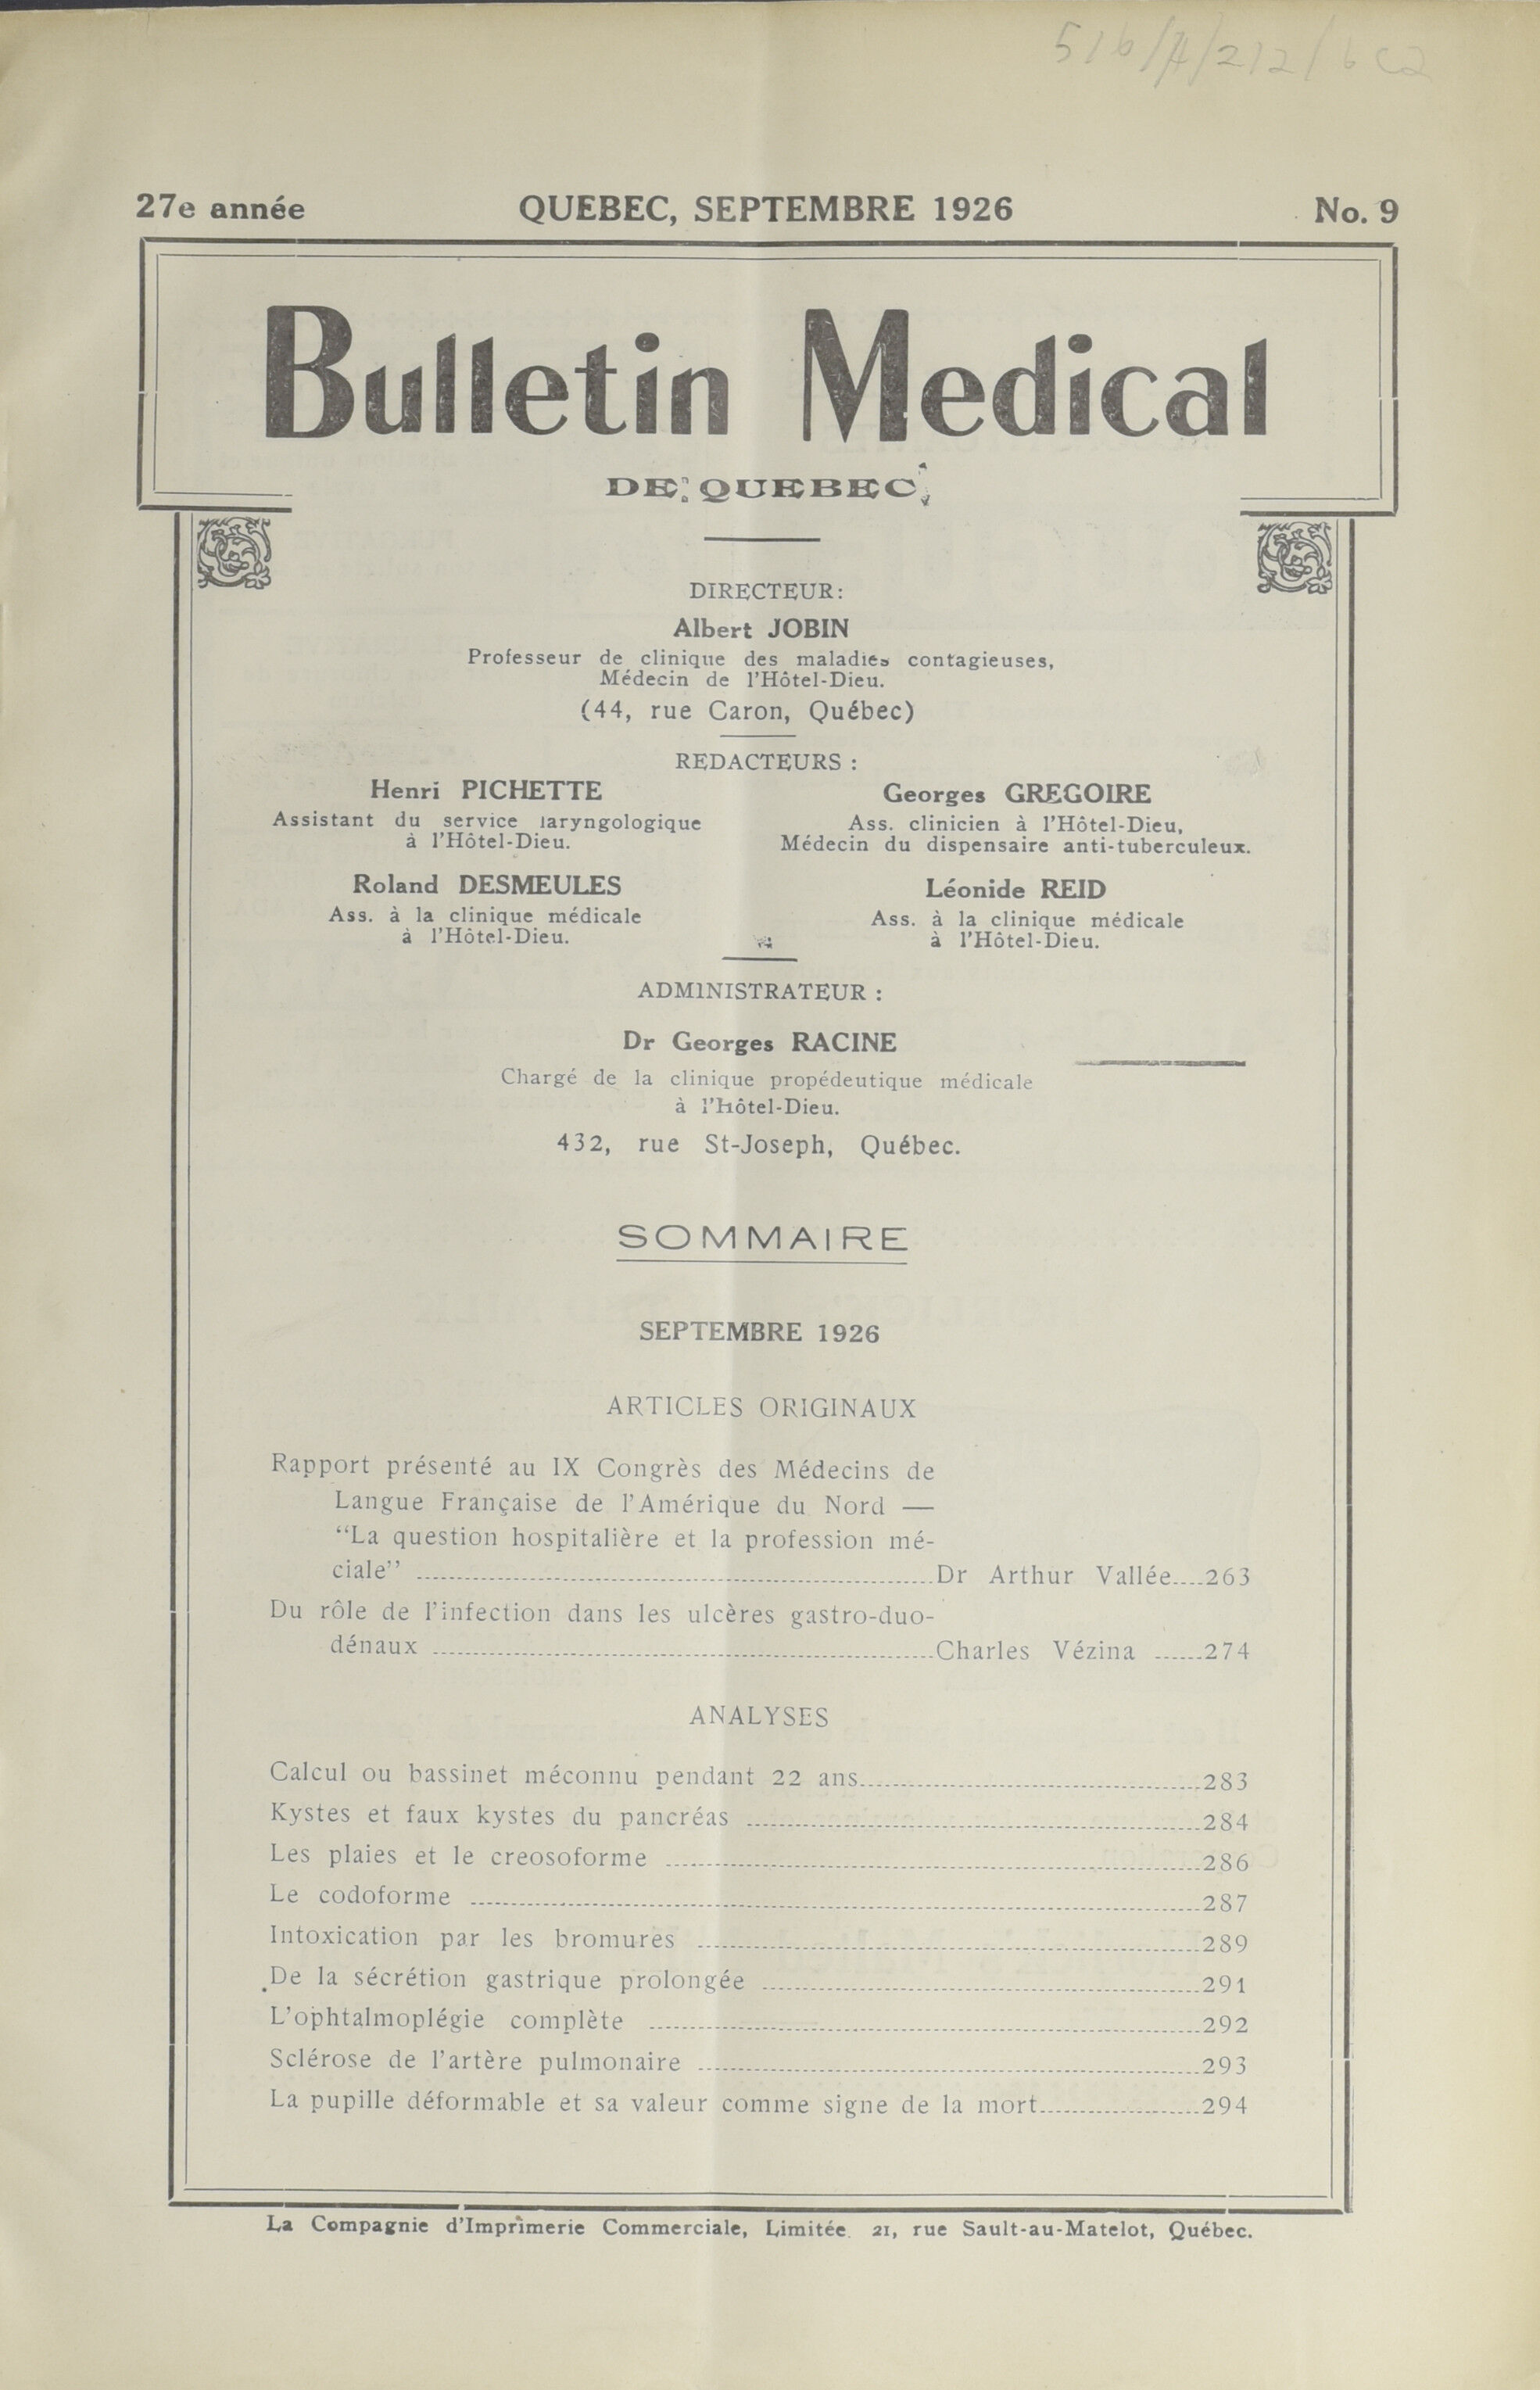 516/A/212/6 C2
27e année QUEBEC, SEPTEMBRE 1926 No. 9
Bulletin Medical
DE QUEBEC
DIRECTEUR:
Albert JOBIN
Professeur de clinique des maladies contagieuses,
Médecin de l'Hôtel-Dieu.
(44, rue Caron, Québec)
REDACTEURS :
Henri PICHETTE
Assistant du service laryngologique
à l'Hôtel-Dieu.
Georges GREGOIRE
Ass. clinicien à l'Hôtel-Dieu,
Médecin du dispensaire anti-tuberculeux.
Roland DESMEULES
Ass. à la clinique médicale
à l'Hôtel-Dieu.
Léonide REID
Ass. à la clinique médicale
à l'Hôtel-Dieu.
ADMINISTRATEUR :
Dr Georges RACINE
Chargé de la clinique propédeutique médicale
à l'Hôtel-Dieu.
432, rue St-Joseph, Québec.
SOMMAIRE
SEPTEMBRE 1926
ARTICLES ORIGINAUX
Rapport présenté au IX Congrès des Médecins de
Langue Française de l'Amérique du Nord —
“La question hospitalière et la profession mé-
ciale” ........ Dr Arthur Vallée....263
Du rôle de l'infection dans les ulcères gastro-duo-
dénaux ........ Charles Vézina ......274
ANALYSES
Calcul ou bassinet méconnu pendant 22 ans........283
Kystes et faux kystes du pancréas ........284
Les plaies et le creosoforme ........286
Le codoforme ........287
Intoxication par les bromures ........289
De la sécrétion gastrique prolongée ........291
L'ophtalmoplégie complète ........292
Sclérose de l'artère pulmonaire ........293
La pupille déformable et sa valeur comme signe de la mort........294
La Compagnie d'Imprimerie Commerciale, Limitée. 21, rue Sault-au-Matelot, Québec.